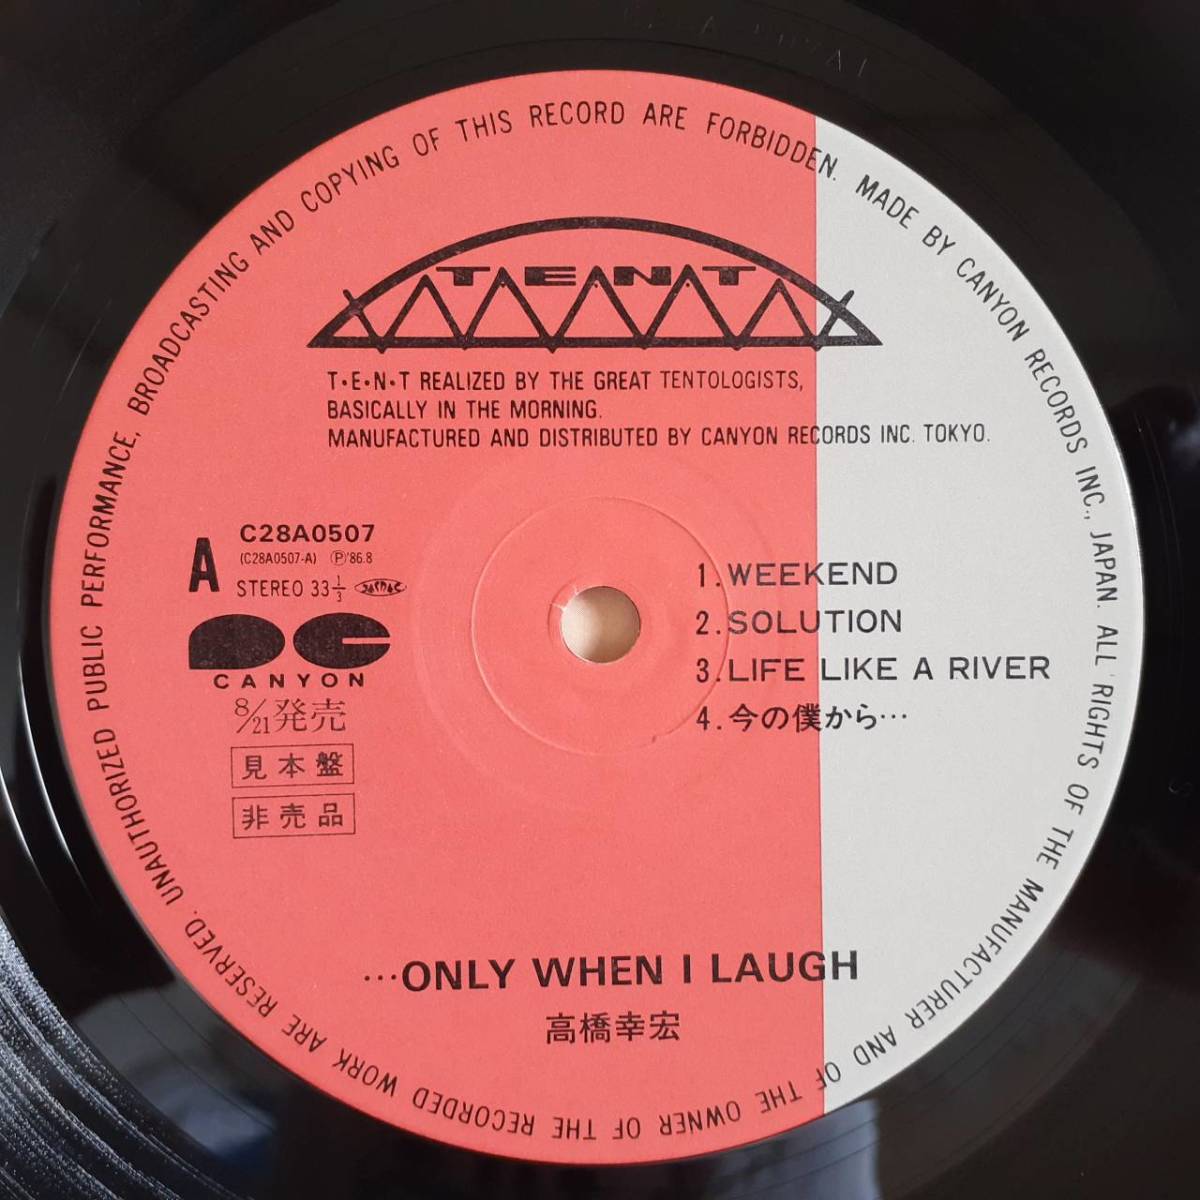 UNAUTHORIZED PUBLIC PERFORMANCE, BROADCASTING AND COPYING OF THIS RECORD ARE FORBIDDEN. MADE BY CANYON RECORDS INC., JAPAN. ALL RIGHTS OF THE MANUFACTURER AND OF THE OWNER OF THE RECORDED WORK ARE RESERVED.
TENT
T•E•N•T REALIZED BY THE GREAT TENTOLOGISTS,
BASICALLY IN THE MORNING.
MANUFACTURED AND DISTRIBUTED BY CANYON RECORDS INC. TOKYO.
A
C28A0507
(C28A0507-A) Ⓟ'86.8
STEREO 33 1/3
CANYON
8/21発売
見本盤
非売品
1. WEEKEND
2. SOLUTION
3. LIFE LIKE A RIVER
4. 今の僕から…
…ONLY WHEN I LAUGH
高橋幸宏